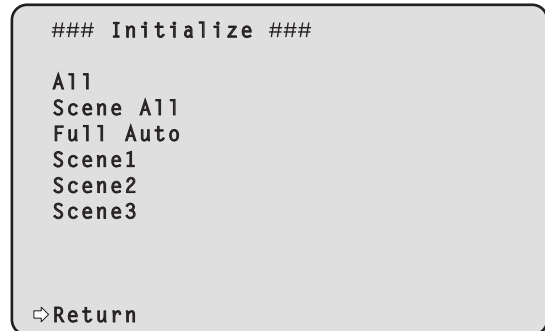 ### Initialize ###
All
Scene All
Full Auto
Scene1
Scene2
Scene3
⇨Return